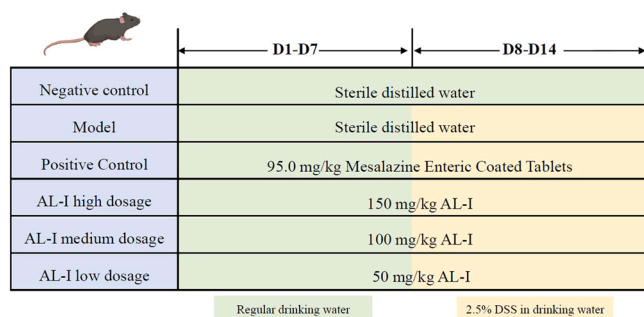 D1-D7 D8-D14
Negative control Sterile distilled water
Model Sterile distilled water
Positive Control 95.0 mg/kg Mesalazine Enteric Coated Tablets
AL-I high dosage 150 mg/kg AL-I
AL-I medium dosage 100 mg/kg AL-I
AL-I low dosage 50 mg/kg AL-I
Regular drinking water 2.5% DSS in drinking water